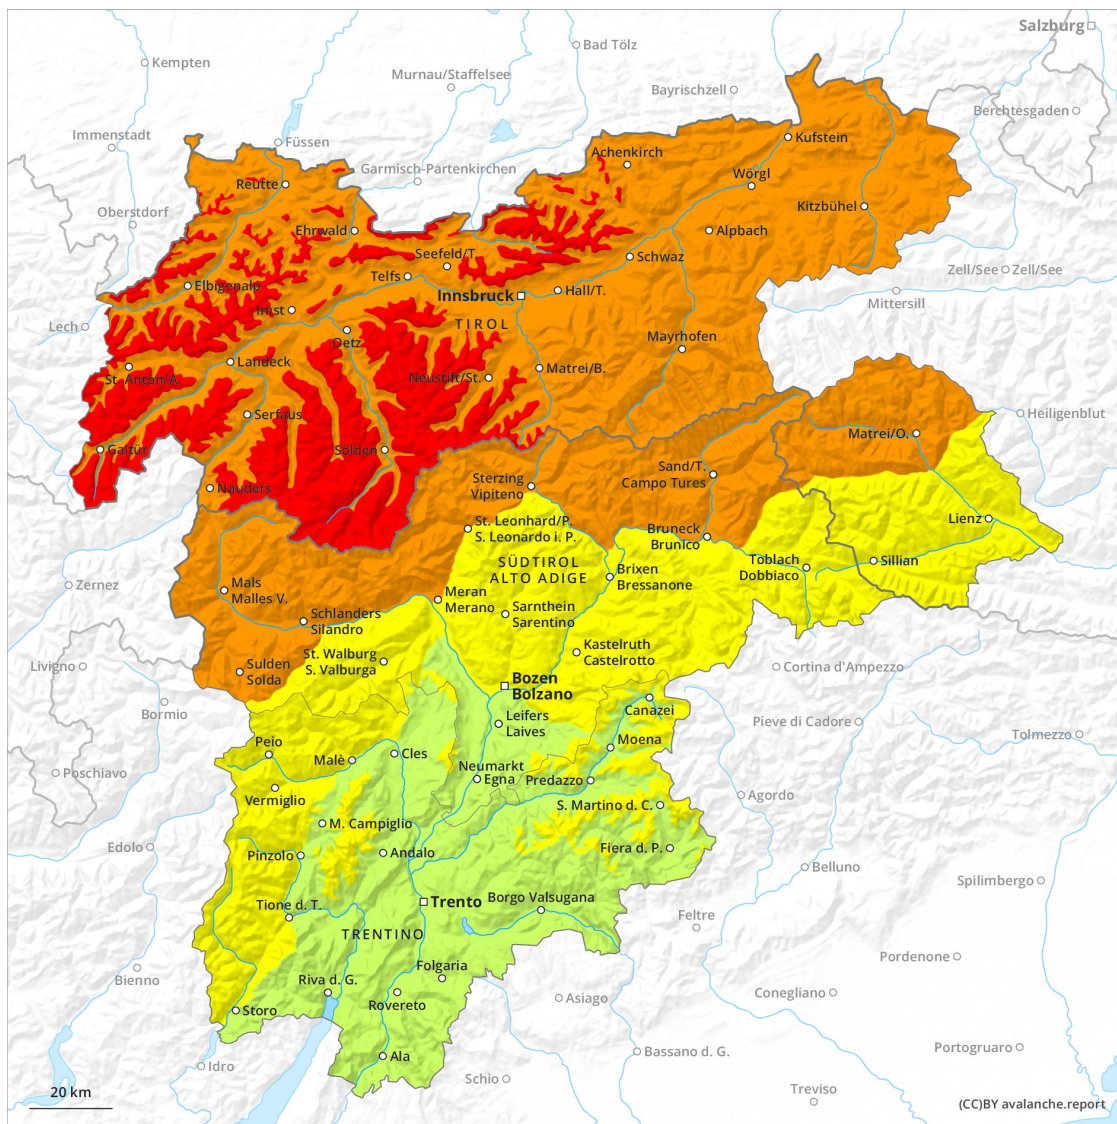 Salzburg
Bad Tölz
Kempten
Murnau/Staffelsee
Bayrischzell
Berchtesgaden
Immenstadt
Füssen
Kufstein
Achenkirch
Garmisch-Partenkirchen
Wörgl
Reutte
Oberstdorf
Kitzbühel
Ehrwald
Alpbach
Seefeld/T.
Schwaz
Telfs
Zell/See
Zell/See
Elbigenalp
Innsbruck
Hall/T.
Mittersill
Imst
Lech
TIROL
Oetz
Mayrhofen
Landeck
Matrei/B.
St. Anton/A.
Neustift/St.
Serfaus
Heiligenblut
Matrei/O.
Galtür
Sölden
Sand/T.
Campo Tures
Sterzing
Vipiteno
Nauders
St. Leonhard/P.
S. Leonardo i. P.
Lienz
Bruneck
Brunico
SÜDTIROL
ALTO ADIGE
Toblach
Dobbiaco
Sillian
Brixen
Bressanone
Zernez
Mals
Malles V.
Meran
Merano
Sarnthein
Sarentino
Schlanders
Silandro
Kastelruth
Castelrotto
St. Walburg
S. Valburga
Livigno
Sulden
Solda
Cortina d'Ampezzo
Bozen
Bolzano
Bormio
Canazei
Leifers
Laives
Pieve di Cadore
Tolmezzo
Peio
Moena
Cles
Malè
Poschiavo
Neumarkt
Egna
Predazzo
Vermiglio
Agordo
S. Martino d. C.
M. Campiglio
Edolo
Pinzolo
Andalo
Fiera d. P.
Belluno
Spilimbergo
Trento
Borgo Valsugana
Tione d. T.
Feltre
TRENTINO
Pordenone
Folgaria
Bienno
Riva d. G.
Rovereto
Conegliano
Asiago
Storo
Portogruaro
Ala
Bassano d. G.
Idro
Schio
Treviso
20 km
(CC)BY avalanche.report